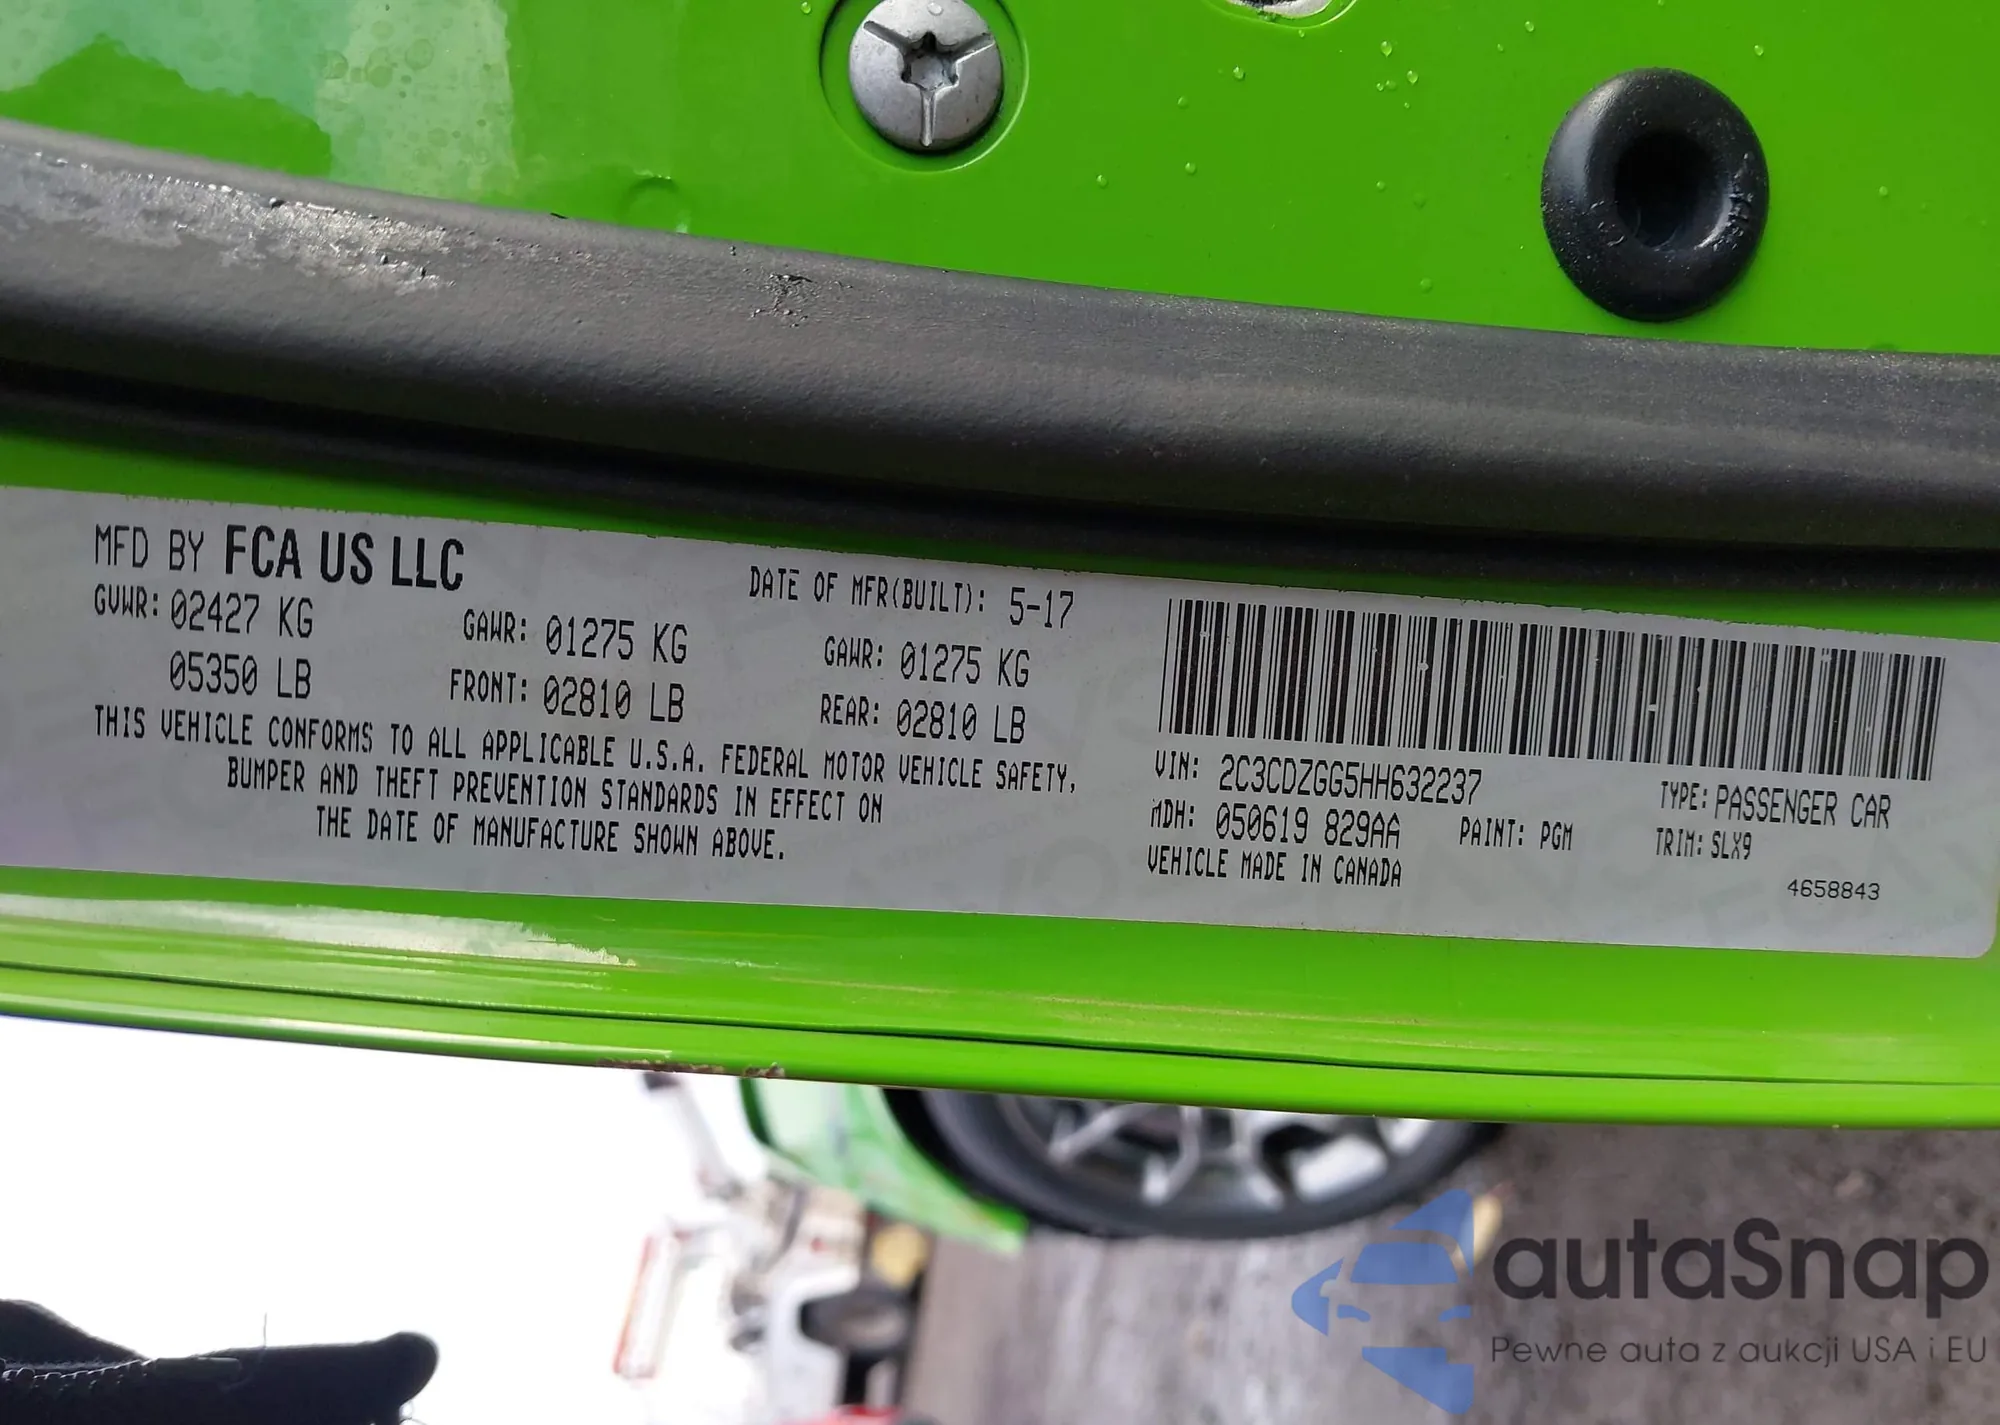 MFD BY FCA US LLC
DATE OF MFR(BUILT): 5-17
GVWR: 02427 KG
GAWR: 01275 KG
GAWR: 01275 KG
05350 LB
FRONT: 02810 LB
REAR: 02810 LB
THIS VEHICLE CONFORMS TO ALL APPLICABLE U.S.A. FEDERAL MOTOR VEHICLE SAFETY,
BUMPER AND THEFT PREVENTION STANDARDS IN EFFECT ON
THE DATE OF MANUFACTURE SHOWN ABOVE.
VIN: 2C3CDZGG5HH632237
TYPE: PASSENGER CAR
MDH: 050619 829AA
PAINT: PGM
TRIM: SLX9
VEHICLE MADE IN CANADA
4658843
autaSnap
Pewne auta z aukcji USA i EU